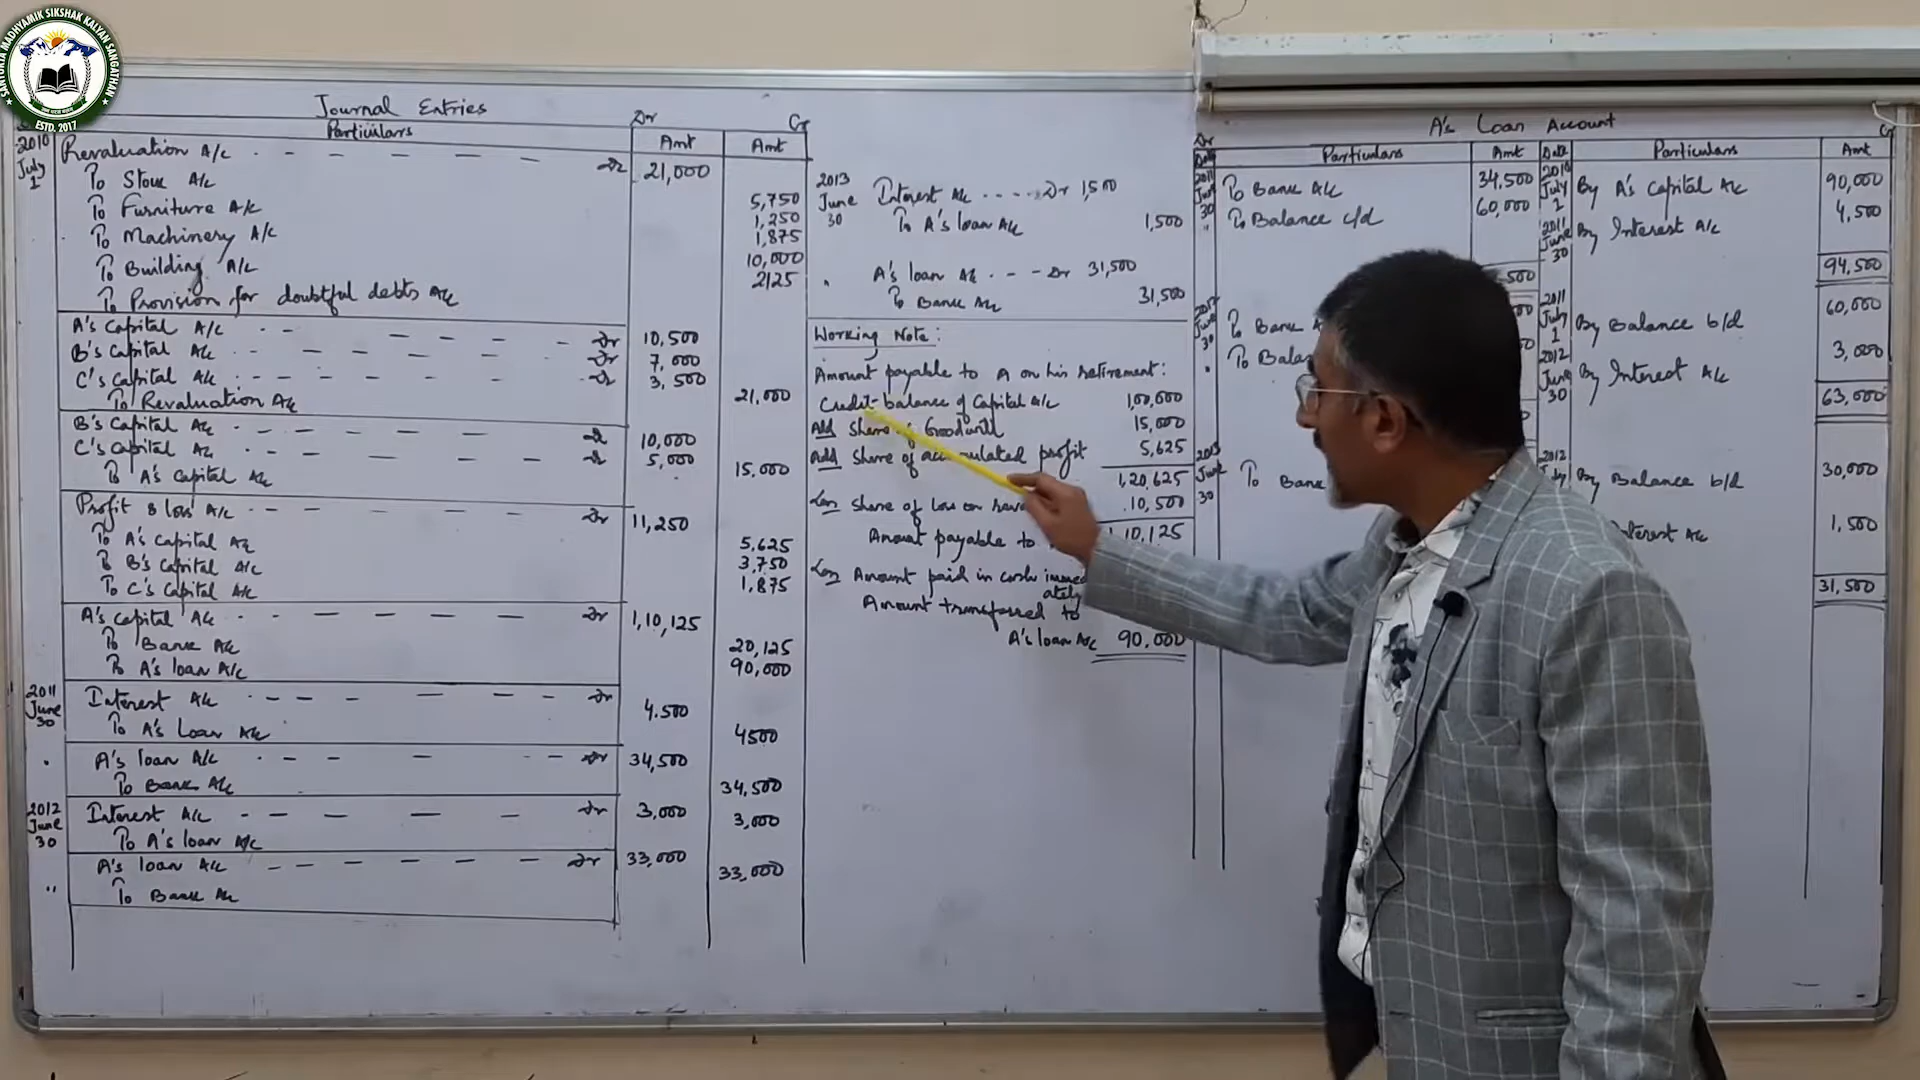 SANYUKTA MADHYAMIK SIKSHAK KALYAN SANGATHAN
ESTD. 2017
Journal Entries
Dr
Cr
Particulars
Amt
Amt
2010 July 1
Revaluation A/c Dr 21,000
To Stock A/c 5,750
To Furniture A/c 1,250
To Machinery A/c 1,875
To Building A/c 10,000
To Provision for doubtful debts A/c 2125
A's Capital A/c Dr 10,500
B's Capital A/c Dr 7,000
C's Capital A/c Dr 3,500
To Revaluation A/c 21,000
B's Capital A/c Dr 10,000
C's Capital A/c Dr 5,000
To A's Capital A/c 15,000
Profit & loss A/c Dr 11,250
To A's Capital A/c 5,625
To B's Capital A/c 3,750
To C's Capital A/c 1,875
A's Capital A/c Dr 1,10,125
To Bank A/c 20,125
To A's loan A/c 90,000
2011 June 30
Interest A/c Dr 4,500
To A's Loan A/c 4500
A's loan A/c Dr 34,500
To Bank A/c 34,500
2012 June 30
Interest A/c Dr 3,000
To A's loan A/c 3,000
" A's loan A/c Dr 33,000
To Bank A/c 33,000
2013 June 30
Interest A/c Dr 1,500
To A's loan A/c 1,500
" A's loan A/c Dr 31,500
To Bank A/c 31,500
Working Note:
Amount payable to A on his retirement:
Credit balance of Capital A/c 1,00,000
Add Share of Goodwill 15,000
Add Share of accumulated profit 5,625
1,20,625
Less Share of loss on 10,500
Amount payable to 1,10,125
Less Amount paid in cash immediately
Amount transferred to
A's loan A/c 90,000
A's Loan Account
Dr
Cr
Date Particulars Amt Date Particulars Amt
2011 June 30 To Bank A/c 34,500 2010 July 1 By A's Capital A/c 90,000
" To Balance c/d 60,000 2011 June 30 By Interest A/c 4,500
500 94,500
June 30 To Bank 2011 July 1 By Balance b/d 60,000
" To 2012 June 30 By Interest A/c 3,000
63,000
2013 June 30 To Bank 2012 July By Balance b/d 30,000
Interest A/c 1,500
31,500